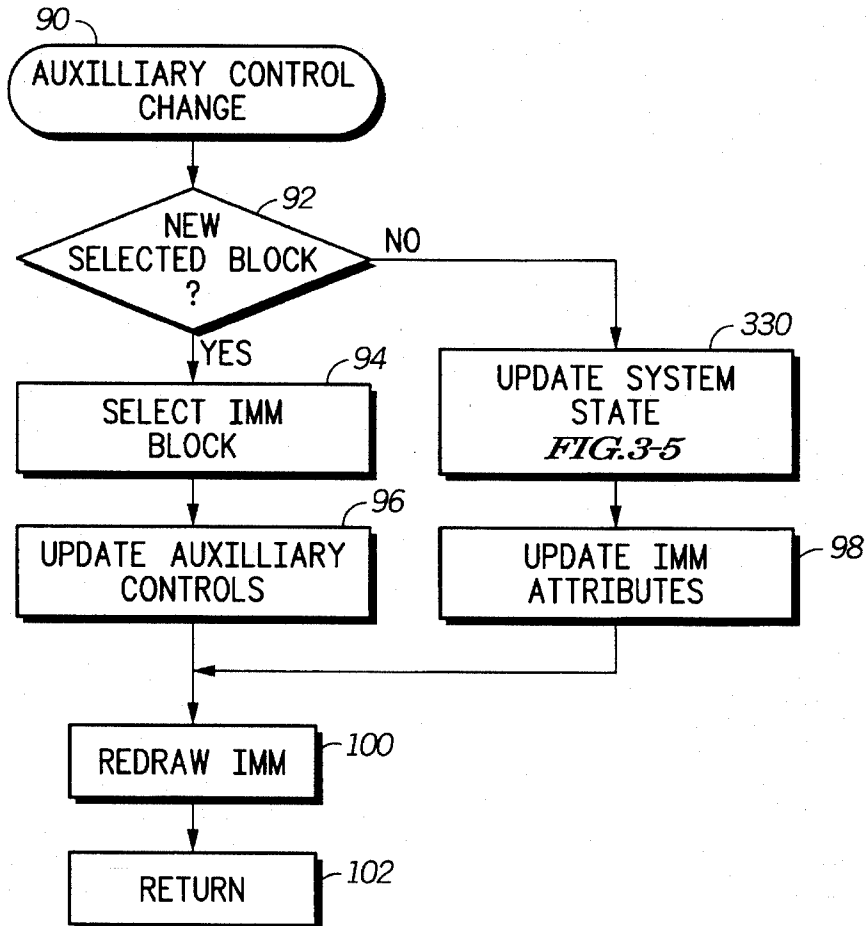 90
AUXILLIARY CONTROL
CHANGE
92
NEW
SELECTED BLOCK
?
NO
YES
94
SELECT IMM
BLOCK
330
UPDATE SYSTEM
STATE
FIG.3-5
96
UPDATE AUXILLIARY
CONTROLS
98
UPDATE IMM
ATTRIBUTES
100
REDRAW IMM
102
RETURN